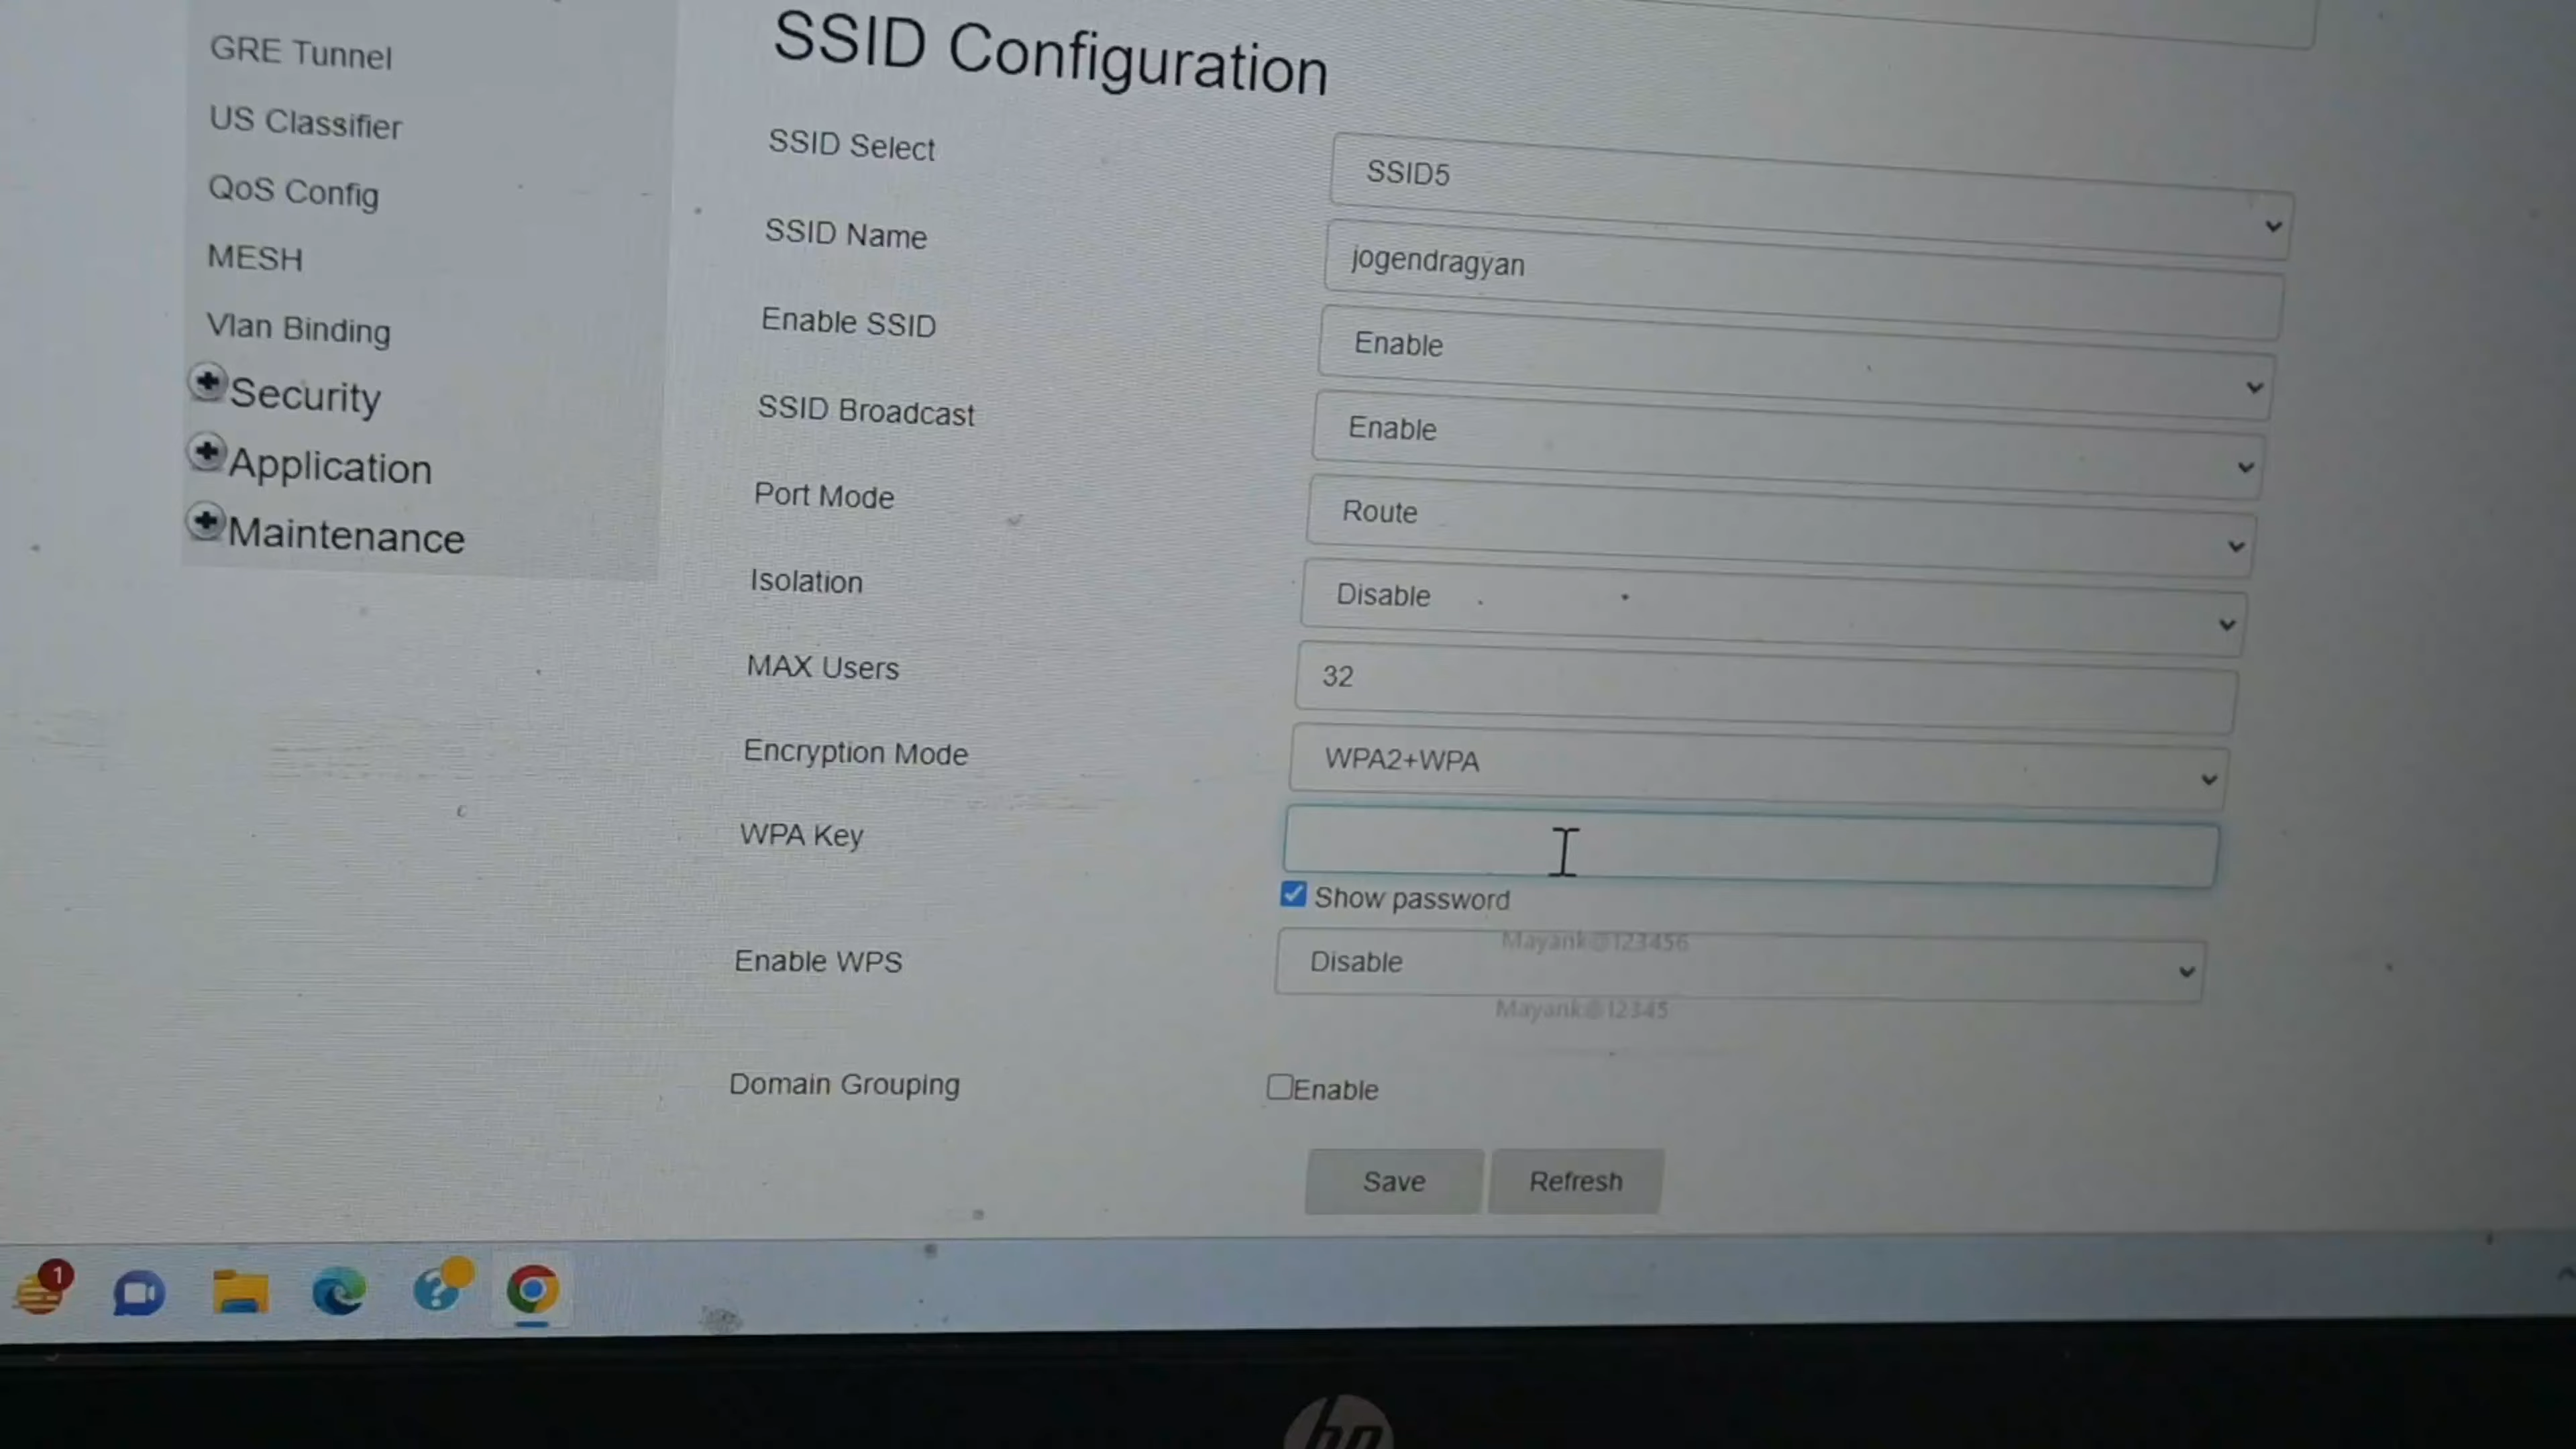 SSID Configuration
GRE Tunnel
US Classifier
QoS Config
MESH
Vlan Binding
Security
Application
Maintenance
SSID Select
SSID5
SSID Name
jogendragyan
Enable SSID
Enable
SSID Broadcast
Enable
Port Mode
Route
Isolation
Disable
MAX Users
32
Encryption Mode
WPA2+WPA
WPA Key
Show password
Mayank@123456
Enable WPS
Disable
Mayank@12345
Domain Grouping
Enable
Save
Refresh
1
hp